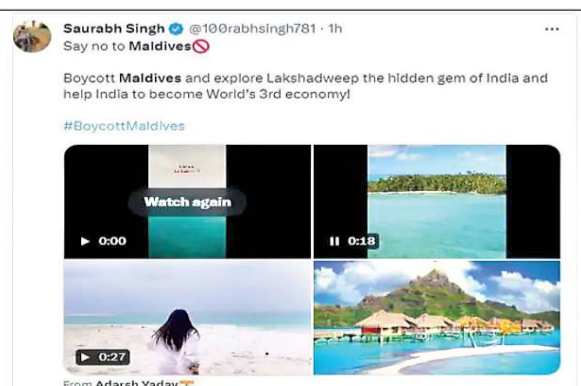 Saurabh Singh @100rabhsingh781 · 1h
Say no to Maldives🚫
Boycott Maldives and explore Lakshadweep the hidden gem of India and
help India to become World's 3rd economy!
#BoycottMaldives
Watch again
0:00
0:18
0:27
From Adarsh Yadav